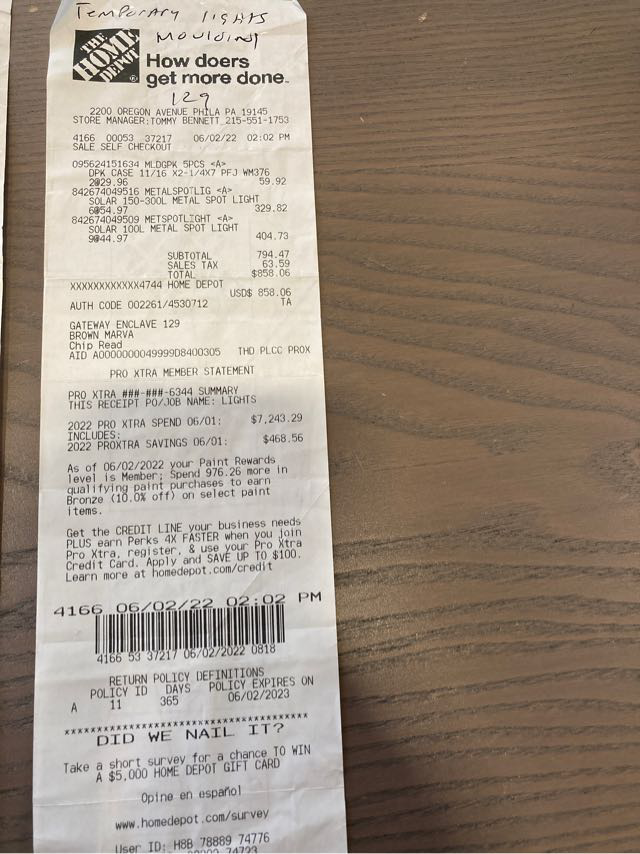 Temporary lights
Moulding
THE HOME DEPOT
How doers
get more done.
129
2200 OREGON AVENUE PHILA PA 19145
STORE MANAGER:TOMMY BENNETT 215-551-1753
4166 00053 37217 06/02/22 02:02 PM
SALE SELF CHECKOUT
095624151634 MLDGPK 5PCS <A>
DPK CASE 11/16 X2-1/4X7 PFJ WM376
2@29.96 59.92
842674049516 METALSPOTLIG <A>
SOLAR 150-300L METAL SPOT LIGHT
6@54.97 329.82
842674049509 METSPOTLIGHT <A>
SOLAR 100L METAL SPOT LIGHT
9@44.97 404.73
SUBTOTAL 794.47
SALES TAX 63.59
TOTAL $858.06
XXXXXXXXXXXX4744 HOME DEPOT
USD$ 858.06
AUTH CODE 002261/4530712 TA
GATEWAY ENCLAVE 129
BROWN MARVA
Chip Read
AID A0000000049999D8400305 THD PLCC PROX
PRO XTRA MEMBER STATEMENT
PRO XTRA ###-###-6344 SUMMARY
THIS RECEIPT PO/JOB NAME: LIGHTS
2022 PRO XTRA SPEND 06/01: $7,243.29
INCLUDES:
2022 PROXTRA SAVINGS 06/01: $468.56
As of 06/02/2022 your Paint Rewards
level is Member; Spend 976.26 more in
qualifying paint purchases to earn
Bronze (10.0% off) on select paint
items.
Get the CREDIT LINE your business needs
PLUS earn Perks 4X FASTER when you join
Pro Xtra, register, & use your Pro Xtra
Credit Card. Apply and SAVE UP TO $100.
Learn more at homedepot.com/credit
4166 06/02/22 02:02 PM
4166 53 37217 06/02/2022 0818
RETURN POLICY DEFINITIONS
POLICY ID DAYS POLICY EXPIRES ON
A 11 365 06/02/2023
****************************************
DID WE NAIL IT?
Take a short survey for a chance TO WIN
A $5,000 HOME DEPOT GIFT CARD
Opine en español
www.homedepot.com/survey
User ID: H8B 78889 74776